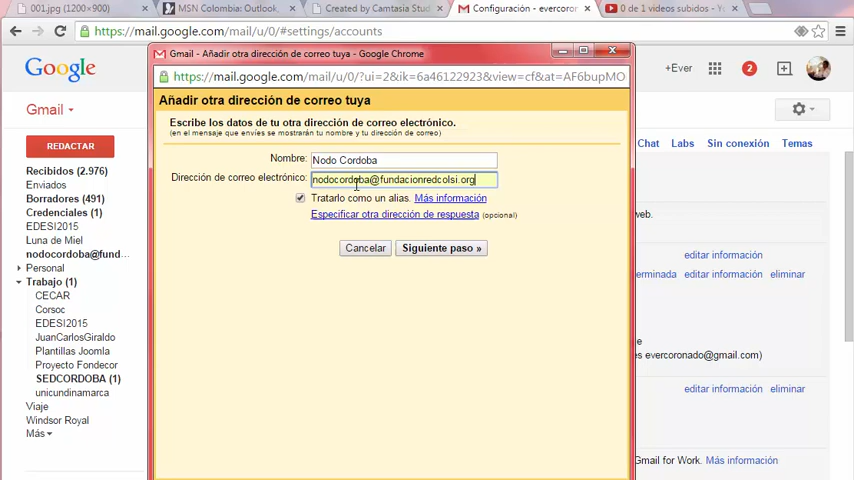 001.jpg (1200×900)
MSN Colombia: Outlook,
Created by Camtasia Stud
Configuración - evercoron
0 de 1 videos subidos - Yo
https://mail.google.com/mail/u/0/#settings/accounts
Gmail - Añadir otra dirección de correo tuya - Google Chrome
https://mail.google.com/mail/u/0/?ui=2&ik=6a46122923&view=cf&at=AF6bupMO
Google
+Ever
2
Añadir otra dirección de correo tuya
Escribe los datos de tu otra dirección de correo electrónico.
(en el mensaje que envíes se mostrarán tu nombre y tu dirección de correo)
Gmail
REDACTAR
Chat Labs Sin conexión Temas
Nombre: Nodo Cordoba
Dirección de correo electrónico: nodocordoba@fundacionredcolsi.org
Tratarlo como un alias. Más información
Especificar otra dirección de respuesta (opcional)
Cancelar Siguiente paso »
Recibidos (2.976)
Enviados
Borradores (491)
Credenciales (1)
EDESI2015
Luna de Miel
nodocordoba@fund...
Personal
Trabajo (1)
CECAR
Corsoc
EDESI2015
JuanCarlosGiraldo
Plantillas Joomla
Proyecto Fondecor
SEDCORDOBA (1)
unicundinamarca
Viaje
Windsor Royal
Más
web.
editar información
terminada editar información eliminar
e
es evercoronado@gmail.com)
editar información eliminar
Gmail for Work. Más información